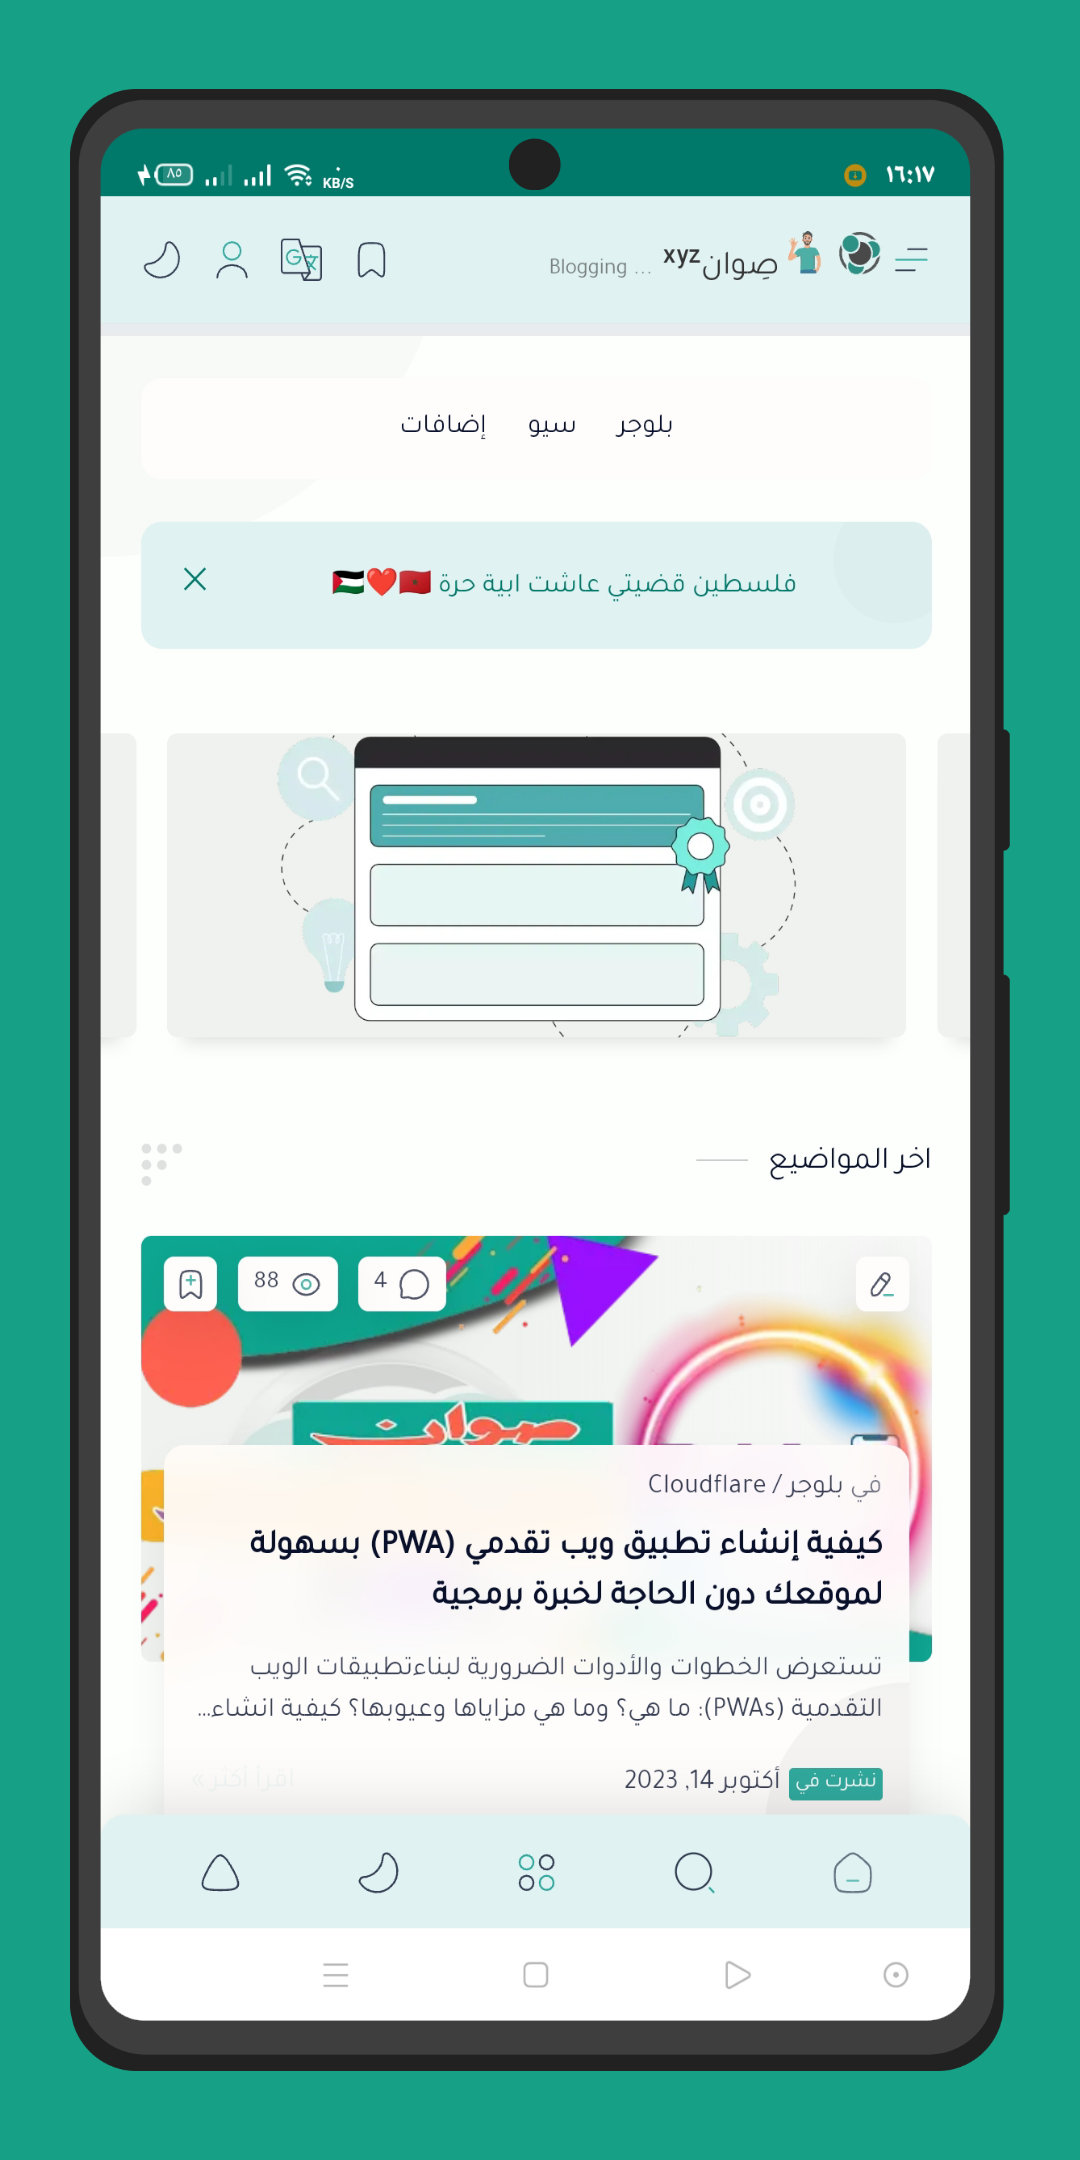 ١٦:١٧
٨٥
٠ KB/S
صِوان xyz Blogging ...
بلوجر سيو إضافات
فلسطين قضيتي عاشت ابية حرة 🇲🇦❤️🇵🇸
اخر المواضيع
4 88
صوان
في بلوجر / Cloudflare
كيفية إنشاء تطبيق ويب تقدمي (PWA) بسهولة
لموقعك دون الحاجة لخبرة برمجية
تستعرض الخطوات والأدوات الضرورية لبناءتطبيقات الويب
التقدمية (PWAs): ما هي؟ وما هي مزاياها وعيوبها؟ كيفية انشاء...
نشرت في أكتوبر 14, 2023 اقرأ أكثر »